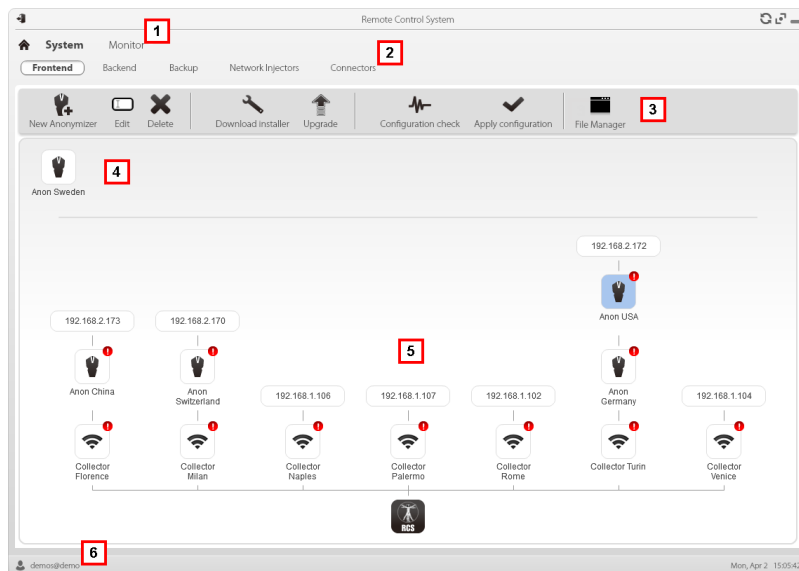 Remote Control System
1
System Monitor
2
Frontend Backend Backup Network Injectors Connectors
New Anonymizer Edit Delete Download installer Upgrade Configuration check Apply configuration File Manager
3
4
Anon Sweden
192.168.2.172
Anon USA
192.168.2.173 192.168.2.170
5
Anon China Anon Switzerland Anon Germany
192.168.1.106 192.168.1.107 192.168.1.102 192.168.1.104
Collector Florence Collector Milan Collector Naples Collector Palermo Collector Rome Collector Turin Collector Venice
RCS
6
demos@demo Mon, Apr 2 15:05:42